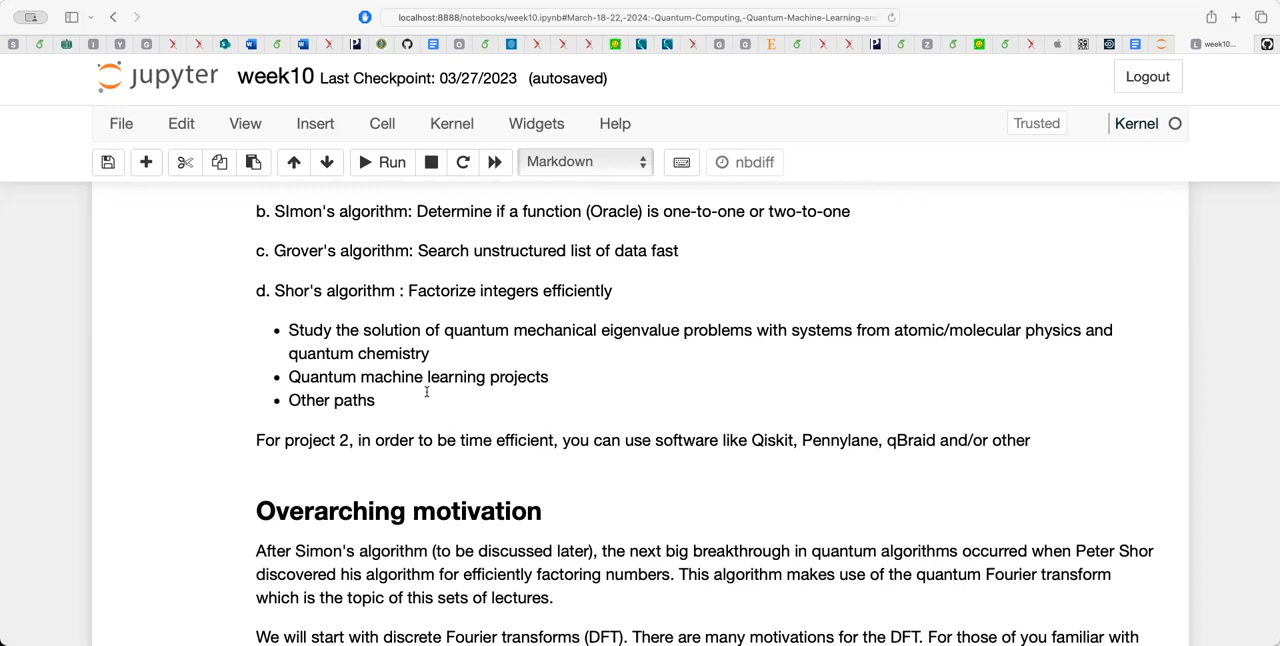 localhost:8888/notebooks/week10.ipynb#March-18-22,-2024:-Quantum-Computing,-Quantum-Machine-Learning-and
week10...
jupyter week10 Last Checkpoint: 03/27/2023 (autosaved)
Logout
File Edit View Insert Cell Kernel Widgets Help
Trusted Kernel
Run Markdown nbdiff
b. SImon's algorithm: Determine if a function (Oracle) is one-to-one or two-to-one
c. Grover's algorithm: Search unstructured list of data fast
d. Shor's algorithm : Factorize integers efficiently
• Study the solution of quantum mechanical eigenvalue problems with systems from atomic/molecular physics and
quantum chemistry
• Quantum machine learning projects
• Other paths
For project 2, in order to be time efficient, you can use software like Qiskit, Pennylane, qBraid and/or other
Overarching motivation
After Simon's algorithm (to be discussed later), the next big breakthrough in quantum algorithms occurred when Peter Shor
discovered his algorithm for efficiently factoring numbers. This algorithm makes use of the quantum Fourier transform
which is the topic of this sets of lectures.
We will start with discrete Fourier transforms (DFT). There are many motivations for the DFT. For those of you familiar with